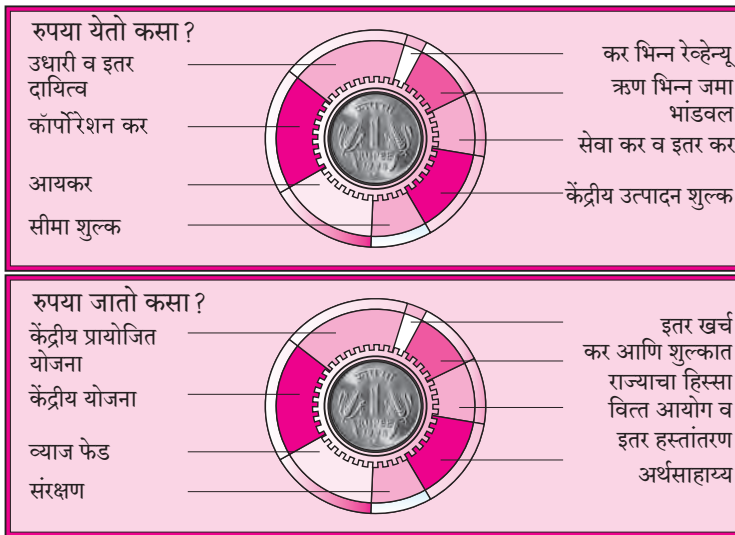 रुपया येतो कसा?
उधारी व इतर
दायित्व
कॉर्पोरेशन कर
आयकर
सीमा शुल्क
कर भिन्न रेव्हेन्यू
ऋण भिन्न जमा
भांडवल
सेवा कर व इतर कर
केंद्रीय उत्पादन शुल्क
रुपया जातो कसा?
केंद्रीय प्रायोजित
योजना
केंद्रीय योजना
व्याज फेड
संरक्षण
इतर खर्च
कर आणि शुल्कात
राज्याचा हिस्सा
वित्त आयोग व
इतर हस्तांतरण
अर्थसाहाय्य